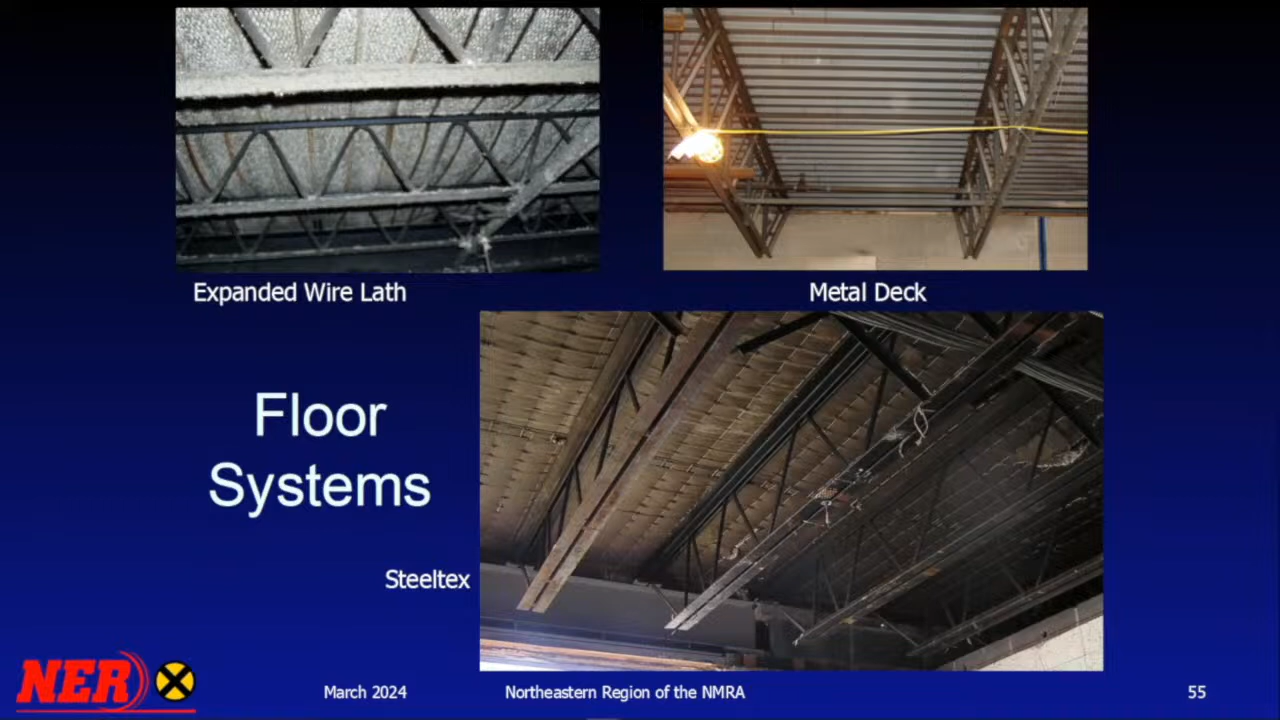 Expanded Wire Lath
Metal Deck
Floor
Systems
Steeltex
NER
March 2024
Northeastern Region of the NMRA
55